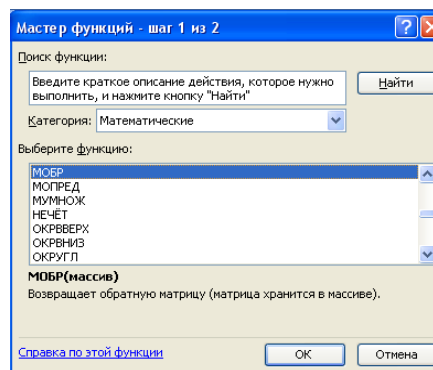 Мастер функций - шаг 1 из 2
Поиск функции:
Введите краткое описание действия, которое нужно
выполнить, и нажмите кнопку "Найти"
Найти
Категория: Математические
Выберите функцию:
МОБР
МОПРЕД
МУМНОЖ
НЕЧЁТ
ОКРВВЕРХ
ОКРВНИЗ
ОКРУГЛ
МОБР(массив)
Возвращает обратную матрицу (матрица хранится в массиве).
Справка по этой функции
ОК
Отмена